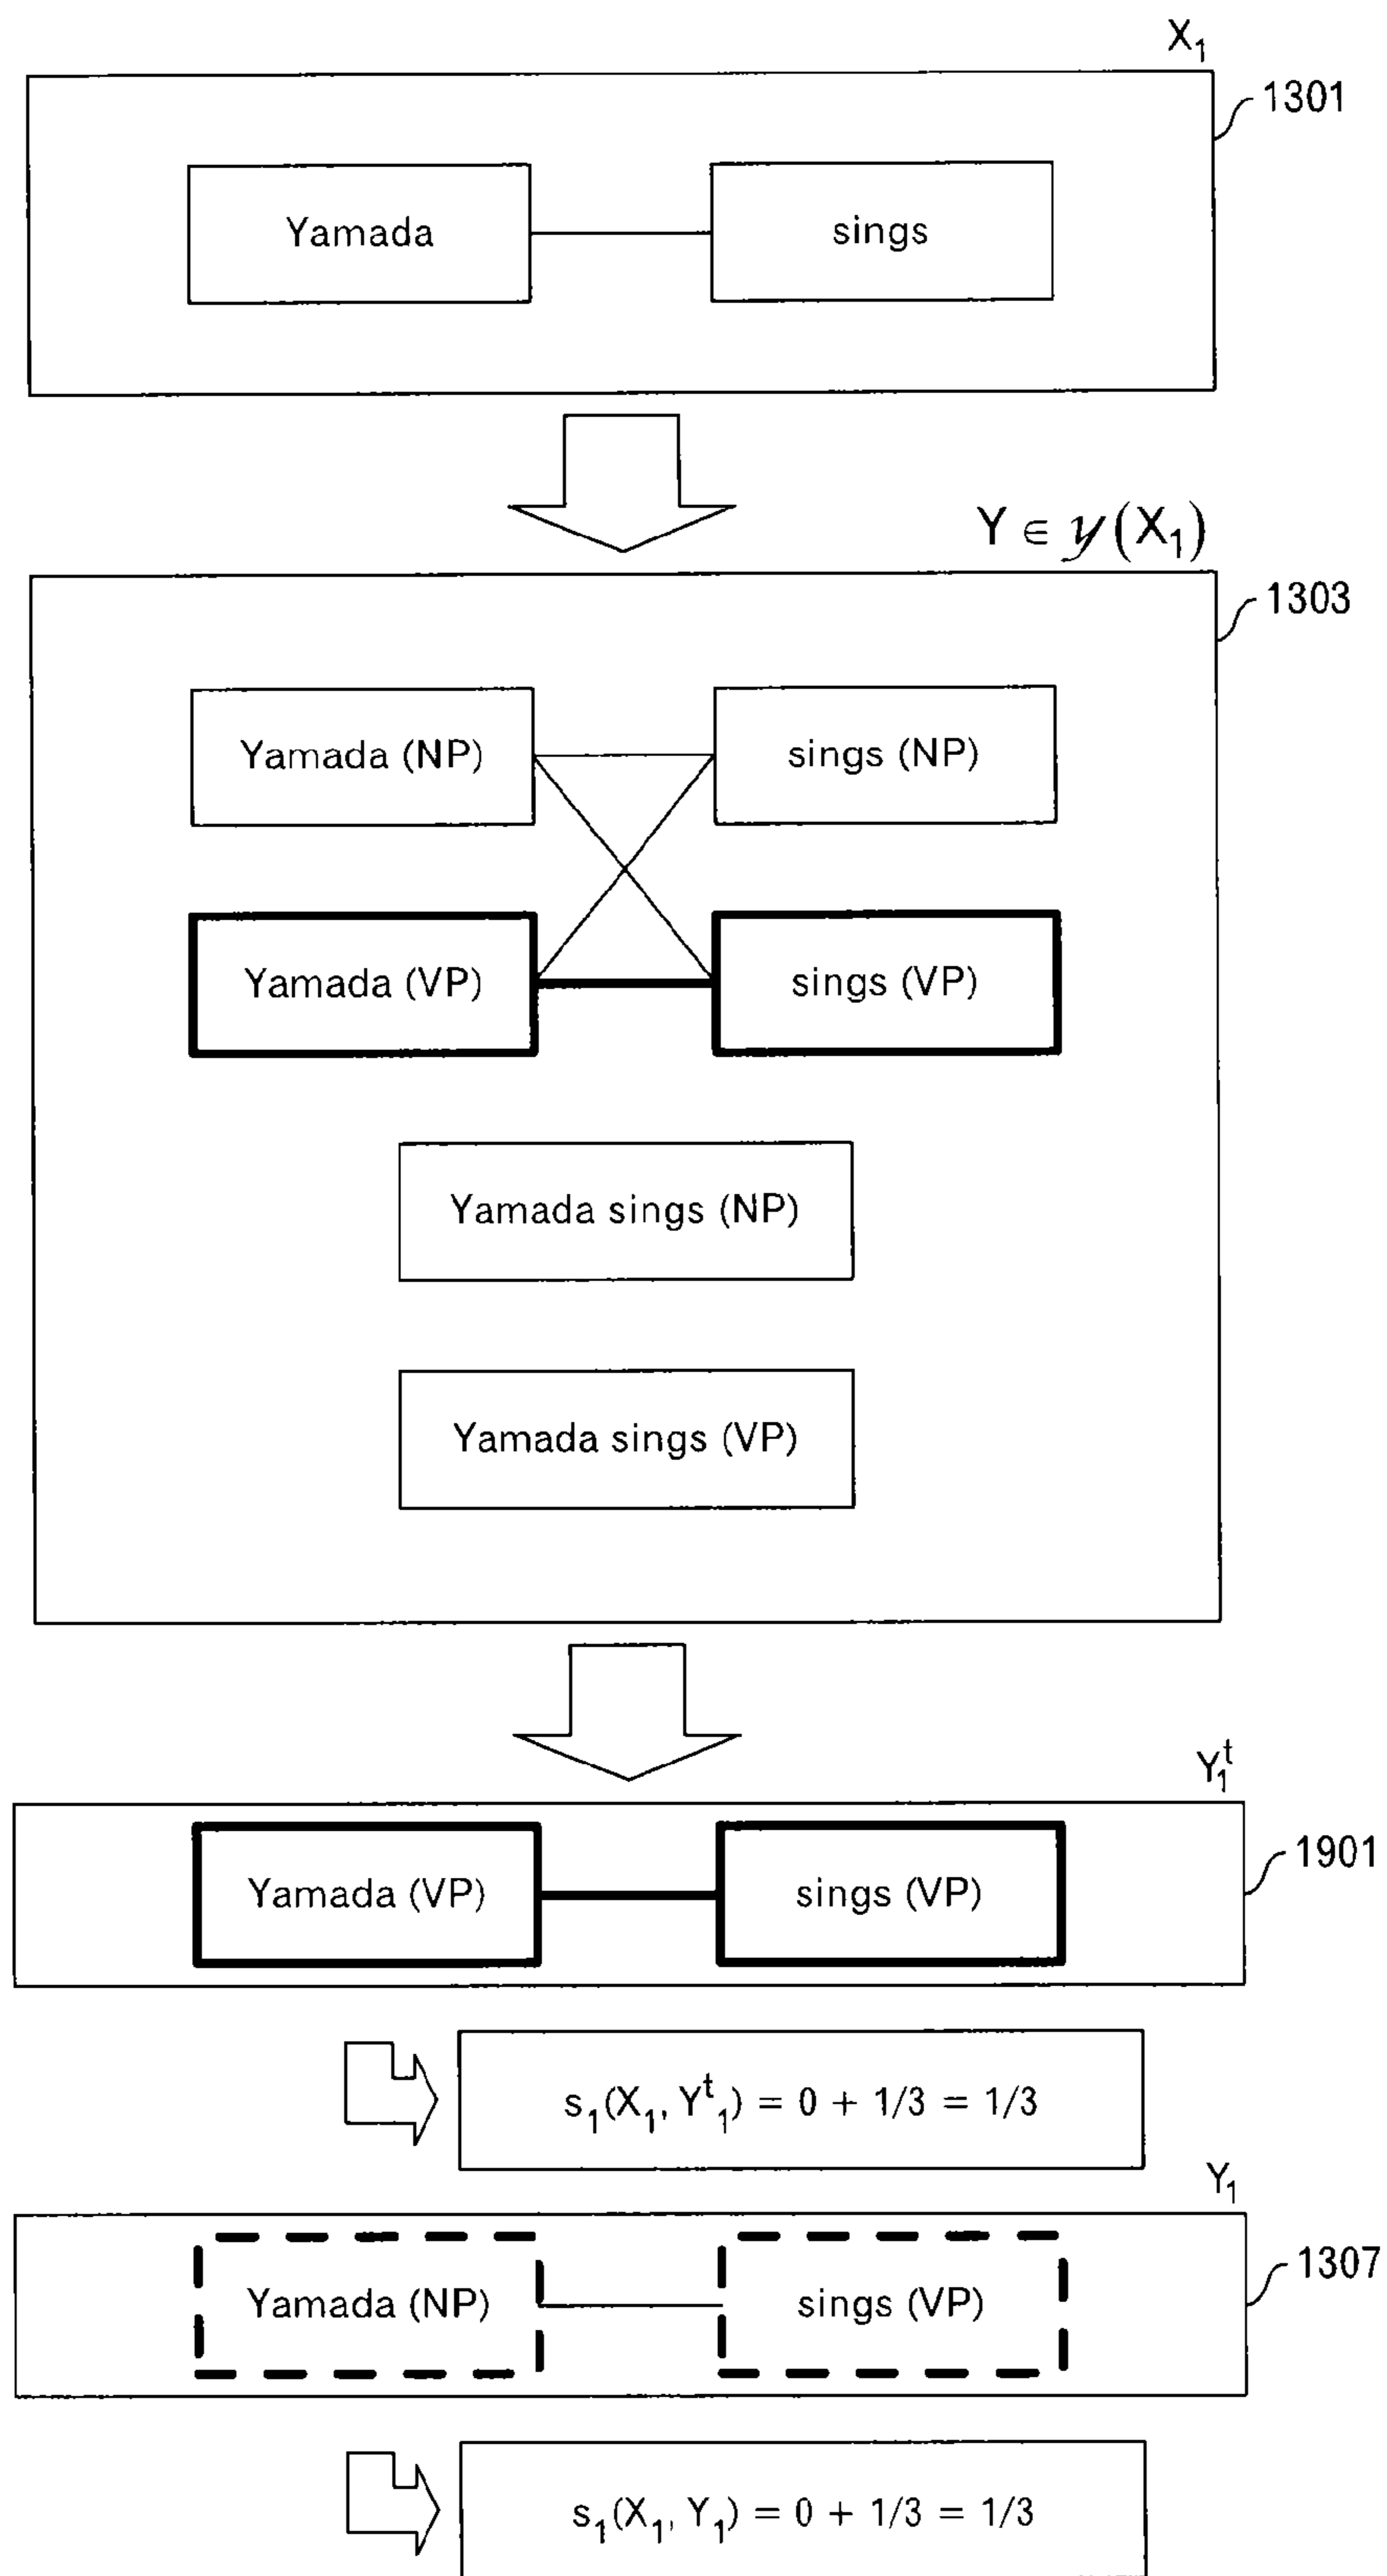 X₁
1301
Yamada sings
Y ∈ 𝒴(X₁)
1303
Yamada (NP) sings (NP)
Yamada (VP) sings (VP)
Yamada sings (NP)
Yamada sings (VP)
Y₁ᵗ
1901
Yamada (VP) sings (VP)
s₁(X₁, Yᵗ₁) = 0 + 1/3 = 1/3
Y₁
1307
Yamada (NP) sings (VP)
s₁(X₁, Y₁) = 0 + 1/3 = 1/3